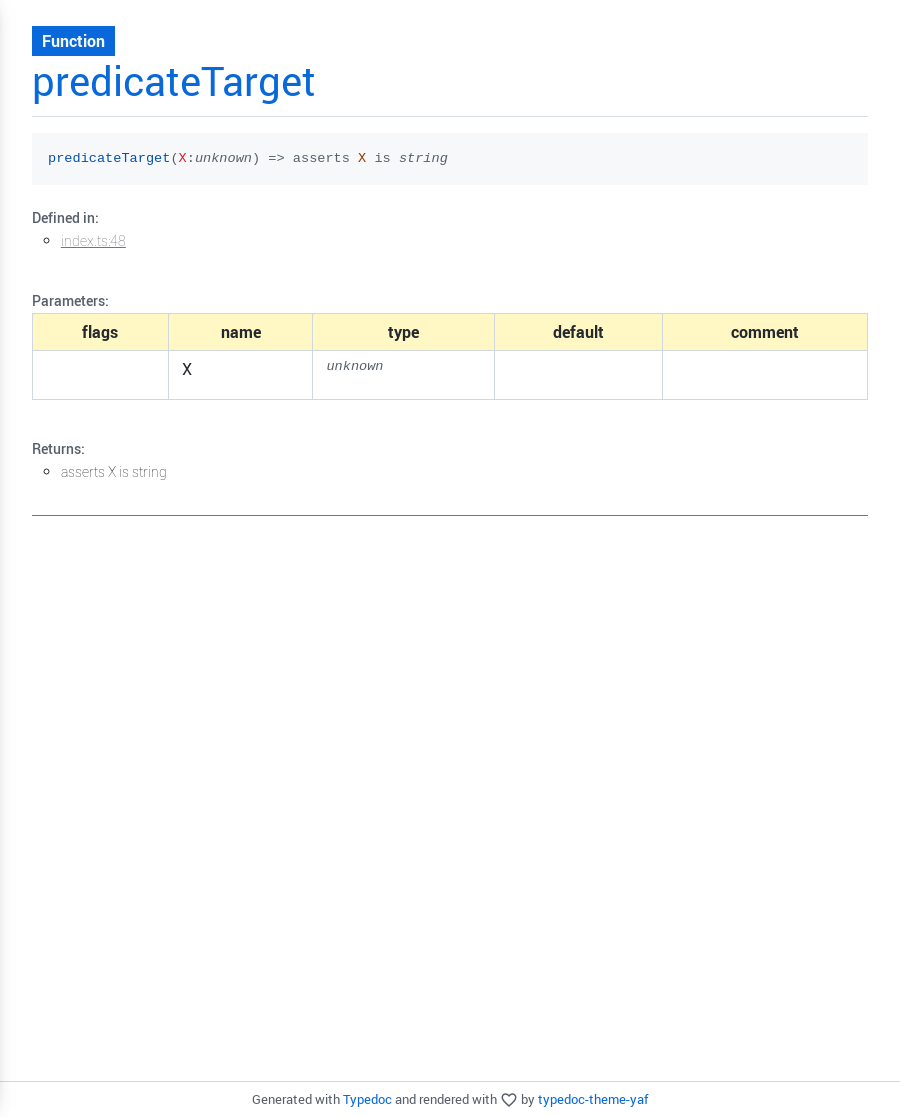 Function
predicateTarget
predicateTarget(X:unknown) => asserts X is string
Defined in:
index.ts:48
Parameters:
flags name type default comment
X unknown
Returns:
asserts X is string
Generated with Typedoc and rendered with by typedoc-theme-yaf